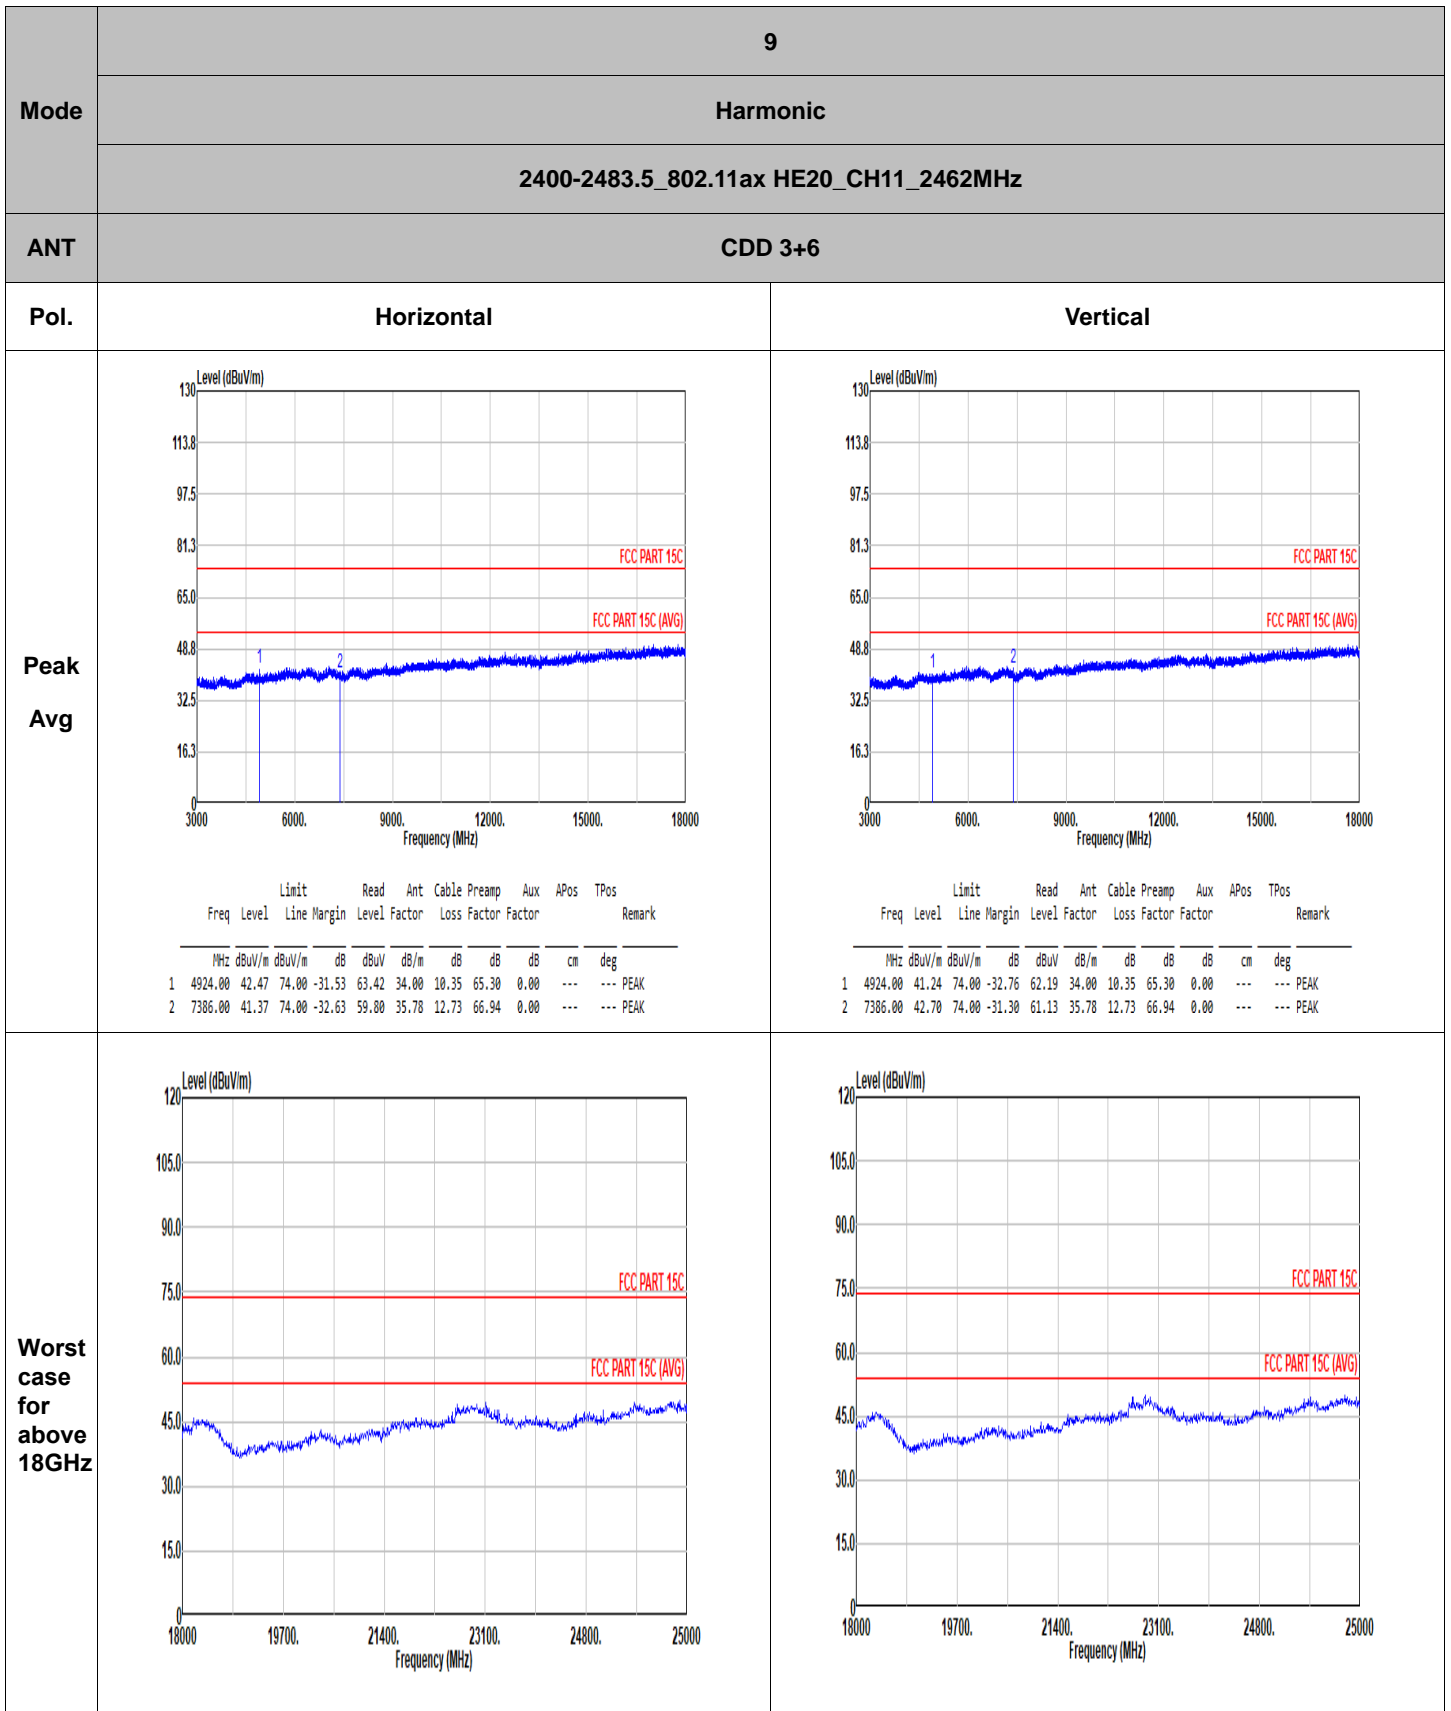 Mode
9
Harmonic
2400-2483.5_802.11ax HE20_CH11_2462MHz
ANT
CDD 3+6
Pol.
Horizontal
Vertical
Peak
Avg
Level (dBuV/m)
130
113.8
97.5
81.3
FCC PART 15C
65.0
FCC PART 15C (AVG)
48.8
1
2
32.5
16.3
0
3000 6000. 9000. 12000. 15000. 18000
Frequency (MHz)
Limit Read Ant Cable Preamp Aux APos TPos
Freq Level Line Margin Level Factor Loss Factor Factor Remark
MHz dBuV/m dBuV/m dB dBuV dB/m dB dB dB cm deg
1 4924.00 42.47 74.00 -31.53 63.42 34.00 10.35 65.30 0.00 --- --- PEAK
2 7386.00 41.37 74.00 -32.63 59.80 35.78 12.73 66.94 0.00 --- --- PEAK
Level (dBuV/m)
130
113.8
97.5
81.3
FCC PART 15C
65.0
FCC PART 15C (AVG)
48.8
1
2
32.5
16.3
0
3000 6000. 9000. 12000. 15000. 18000
Frequency (MHz)
Limit Read Ant Cable Preamp Aux APos TPos
Freq Level Line Margin Level Factor Loss Factor Factor Remark
MHz dBuV/m dBuV/m dB dBuV dB/m dB dB dB cm deg
1 4924.00 41.24 74.00 -32.76 62.19 34.00 10.35 65.30 0.00 --- --- PEAK
2 7386.00 42.70 74.00 -31.30 61.13 35.78 12.73 66.94 0.00 --- --- PEAK
Worst
case
for
above
18GHz
Level (dBuV/m)
120
105.0
90.0
FCC PART 15C
75.0
60.0
FCC PART 15C (AVG)
45.0
30.0
15.0
0
18000 19700. 21400. 23100. 24800. 25000
Frequency (MHz)
Level (dBuV/m)
120
105.0
90.0
FCC PART 15C
75.0
60.0
FCC PART 15C (AVG)
45.0
30.0
15.0
0
18000 19700. 21400. 23100. 24800. 25000
Frequency (MHz)